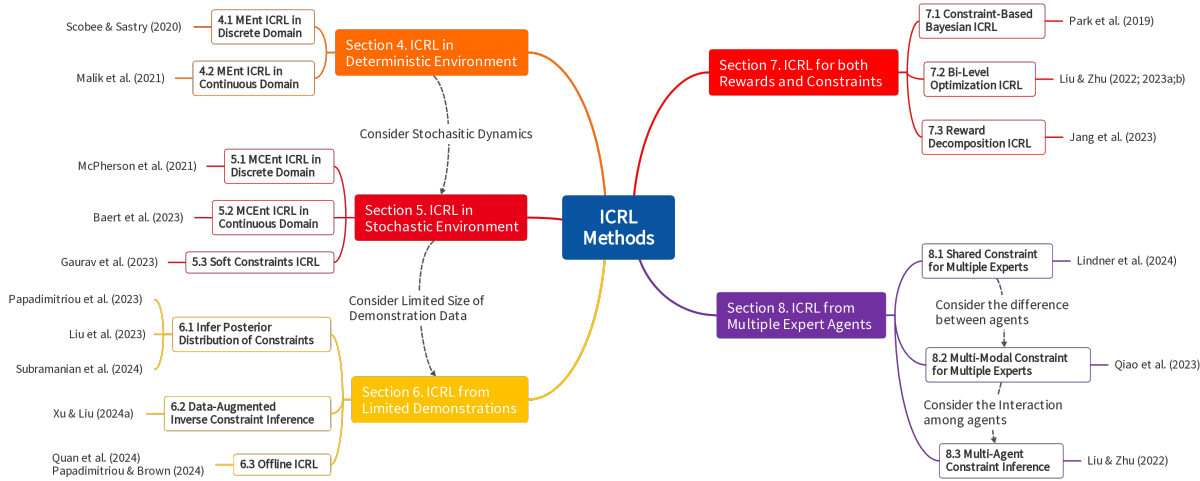 ICRL
Methods
Section 4. ICRL in
Deterministic Environment
4.1 MEnt ICRL in
Discrete Domain
Scobee & Sastry (2020)
4.2 MEnt ICRL in
Continuous Domain
Malik et al. (2021)
Consider Stochasitic Dynamics
Section 5. ICRL in
Stochastic Environment
5.1 MCEnt ICRL in
Discrete Domain
McPherson et al. (2021)
5.2 MCEnt ICRL in
Continuous Domain
Baert et al. (2023)
5.3 Soft Constraints ICRL
Gaurav et al. (2023)
Consider Limited Size of
Demonstration Data
Section 6. ICRL from
Limited Demonstrations
6.1 Infer Posterior
Distribution of Constraints
Papadimitriou et al. (2023)
Liu et al. (2023)
Subramanian et al. (2024)
6.2 Data-Augmented
Inverse Constraint Inference
Xu & Liu (2024a)
6.3 Offline ICRL
Quan et al. (2024)
Papadimitriou & Brown (2024)
Section 7. ICRL for both
Rewards and Constraints
7.1 Constraint-Based
Bayesian ICRL
Park et al. (2019)
7.2 Bi-Level
Optimization ICRL
Liu & Zhu (2022; 2023a;b)
7.3 Reward
Decomposition ICRL
Jang et al. (2023)
Section 8. ICRL from
Multiple Expert Agents
8.1 Shared Constraint
for Multiple Experts
Lindner et al. (2024)
Consider the difference
between agents
8.2 Multi-Modal Constraint
for Multiple Experts
Qiao et al. (2023)
Consider the Interaction
among agents
8.3 Multi-Agent
Constraint Inference
Liu & Zhu (2022)